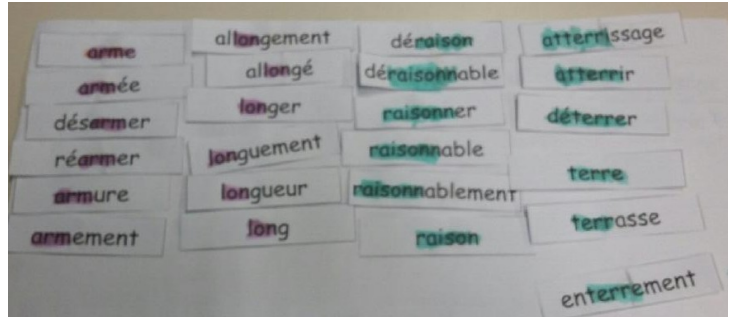 arme
armée
désarmer
réarmer
armure
armement
allongement
allongé
longer
longuement
longueur
long
déraison
déraisonnable
raisonner
raisonnable
raisonnablement
raison
atterrissage
atterrir
déterrer
terre
terrasse
enterrement